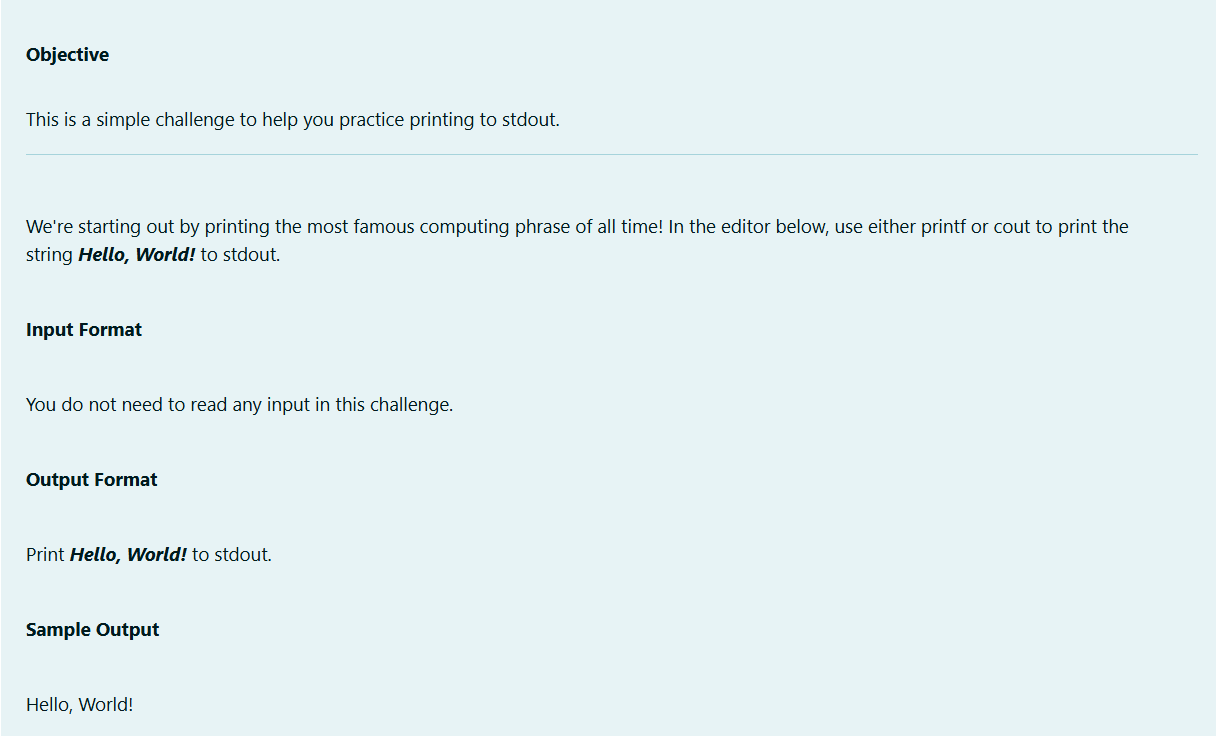 Objective
This is a simple challenge to help you practice printing to stdout.
We're starting out by printing the most famous computing phrase of all time! In the editor below, use either printf or cout to print the
string Hello, World! to stdout.
Input Format
You do not need to read any input in this challenge.
Output Format
Print Hello, World! to stdout.
Sample Output
Hello, World!